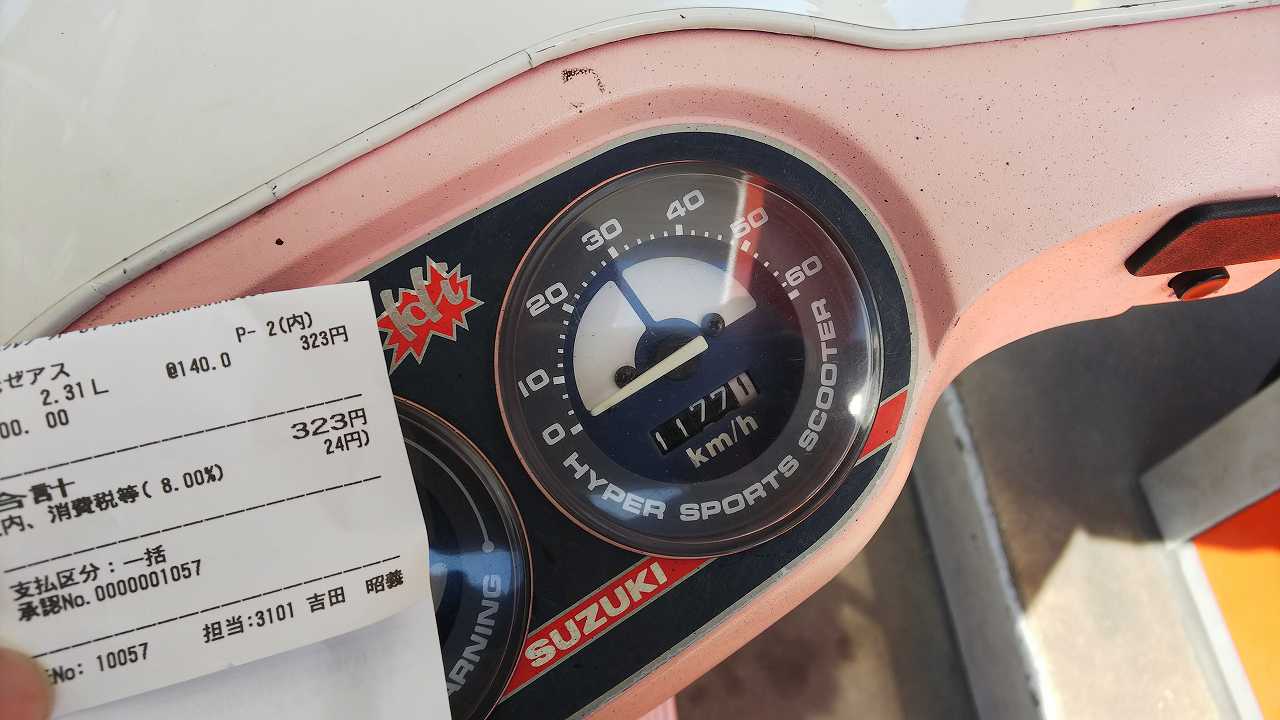 P- 2(内)
ゼアス 323円
2.31L @140.0
00. 00
323円
合計 24円)
内、消費税等( 8.00%)
支払区分:一括
承認No.0000001057
担当:3101 吉田 昭義
No: 10057
hi
0 10 20 30 40 50 60
1177
km/h
HYPER SPORTS SCOOTER
ARNING
SUZUKI